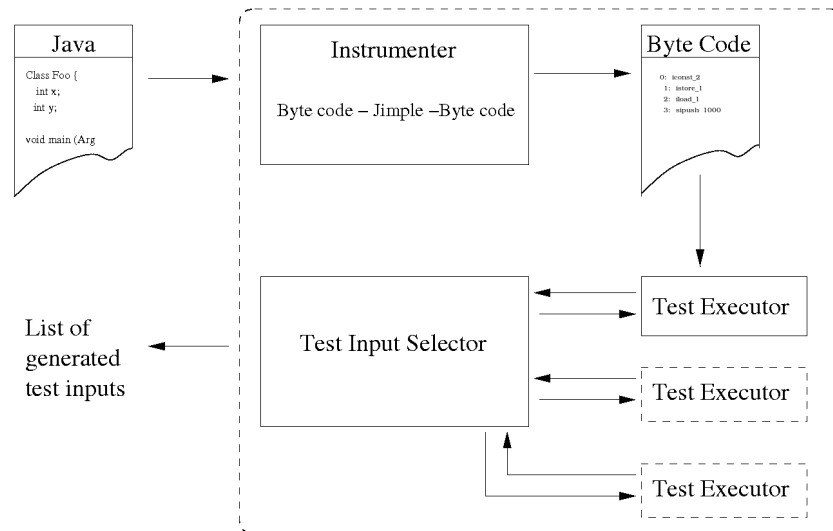 Java
Class Foo {
int x;
int y;
void main (Arg
Instrumenter
Byte code – Jimple –Byte code
Byte Code
0: iconst_2
1: istore_1
2: iload_1
3: sipush 1000
Test Input Selector
Test Executor
Test Executor
Test Executor
List of
generated
test inputs